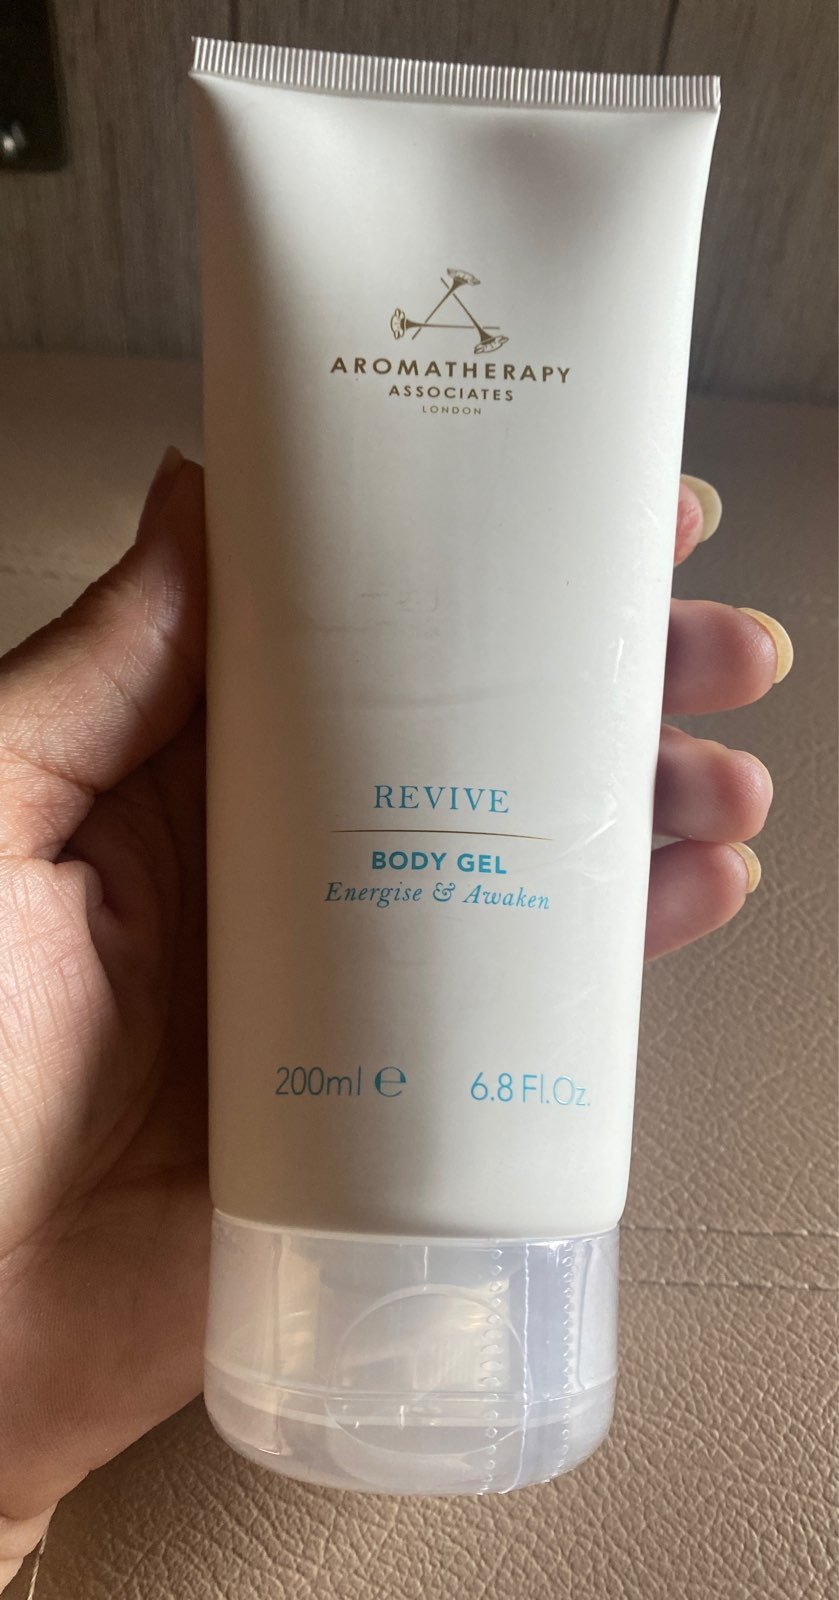 AROMATHERAPY
ASSOCIATES
LONDON
REVIVE
BODY GEL
Energise & Awaken
200ml ℮ 6.8 Fl.Oz.